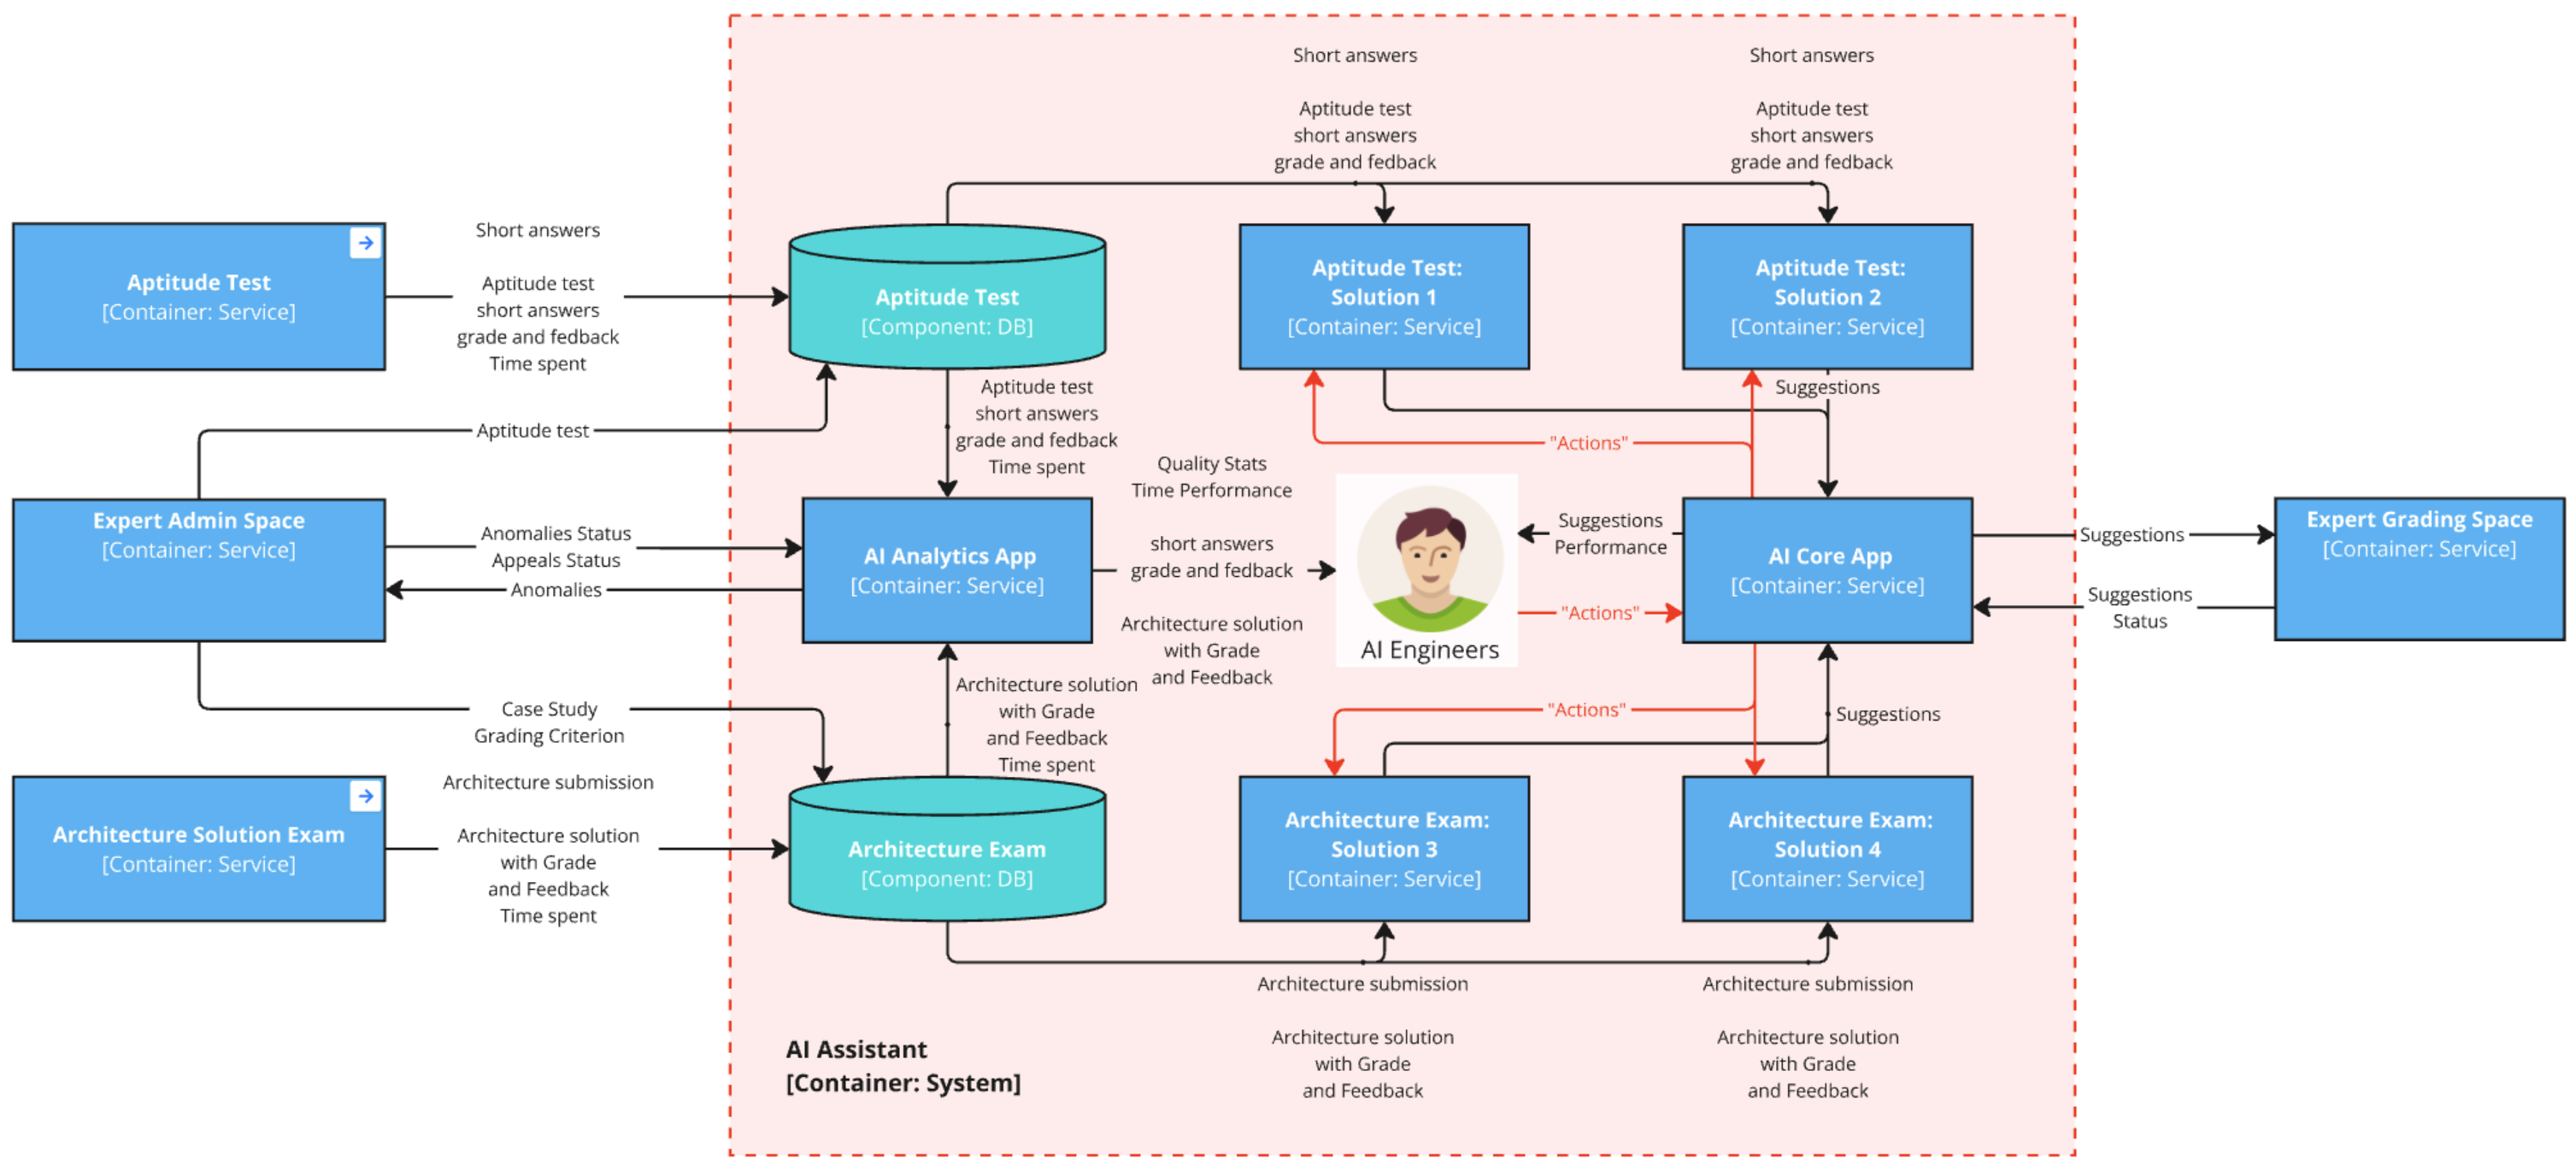 Short answers
Aptitude test
short answers
grade and fedback
Short answers
Aptitude test
short answers
grade and fedback
Aptitude Test
[Container: Service]
Short answers
Aptitude test
short answers
grade and fedback
Time spent
Aptitude Test
[Component: DB]
Aptitude Test:
Solution 1
[Container: Service]
Aptitude Test:
Solution 2
[Container: Service]
Aptitude test
Aptitude test
short answers
grade and fedback
Time spent
Suggestions
"Actions"
Expert Admin Space
[Container: Service]
Anomalies Status
Appeals Status
Anomalies
AI Analytics App
[Container: Service]
Quality Stats
Time Performance
short answers
grade and fedback
Architecture solution
with Grade
and Feedback
AI Engineers
Suggestions
Performance
"Actions"
AI Core App
[Container: Service]
Suggestions
Suggestions
Status
Expert Grading Space
[Container: Service]
Case Study
Grading Criterion
Architecture solution
with Grade
and Feedback
Time spent
"Actions"
Suggestions
Architecture Solution Exam
[Container: Service]
Architecture submission
Architecture solution
with Grade
and Feedback
Time spent
Architecture Exam
[Component: DB]
Architecture Exam:
Solution 3
[Container: Service]
Architecture Exam:
Solution 4
[Container: Service]
Architecture submission
Architecture solution
with Grade
and Feedback
Architecture submission
Architecture solution
with Grade
and Feedback
AI Assistant
[Container: System]